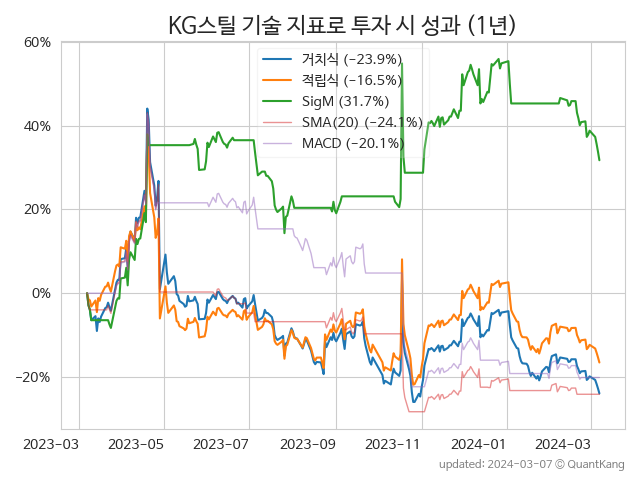 KG스틸 기술 지표로 투자 시 성과 (1년)
60%
40%
20%
0%
−20%
거치식 (−23.9%)
적립식 (−16.5%)
SigM (31.7%)
SMA(20) (−24.1%)
MACD (−20.1%)
2023−03
2023−05
2023−07
2023−09
2023−11
2024−01
2024−03
updated: 2024−03−07 © QuantKang